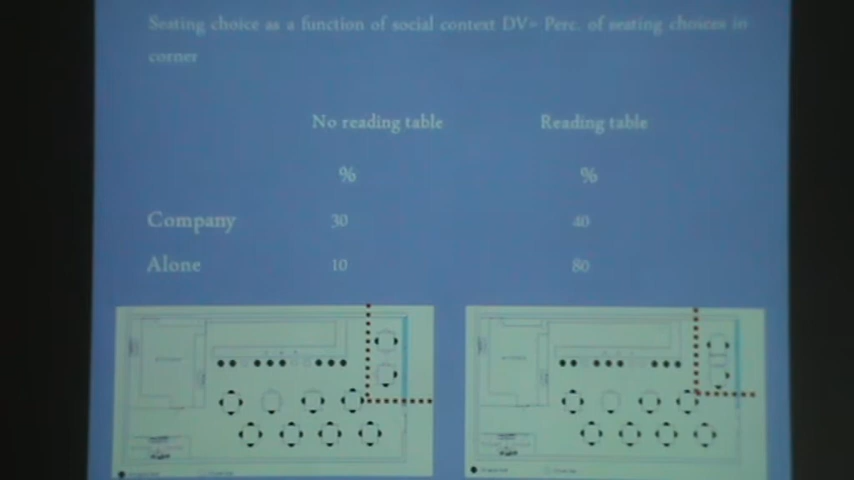 Seating choice as a function of social context DV= Perc. of seating chosen in
corner
No reading table Reading table
% %
Company 30 40
Alone 10 80